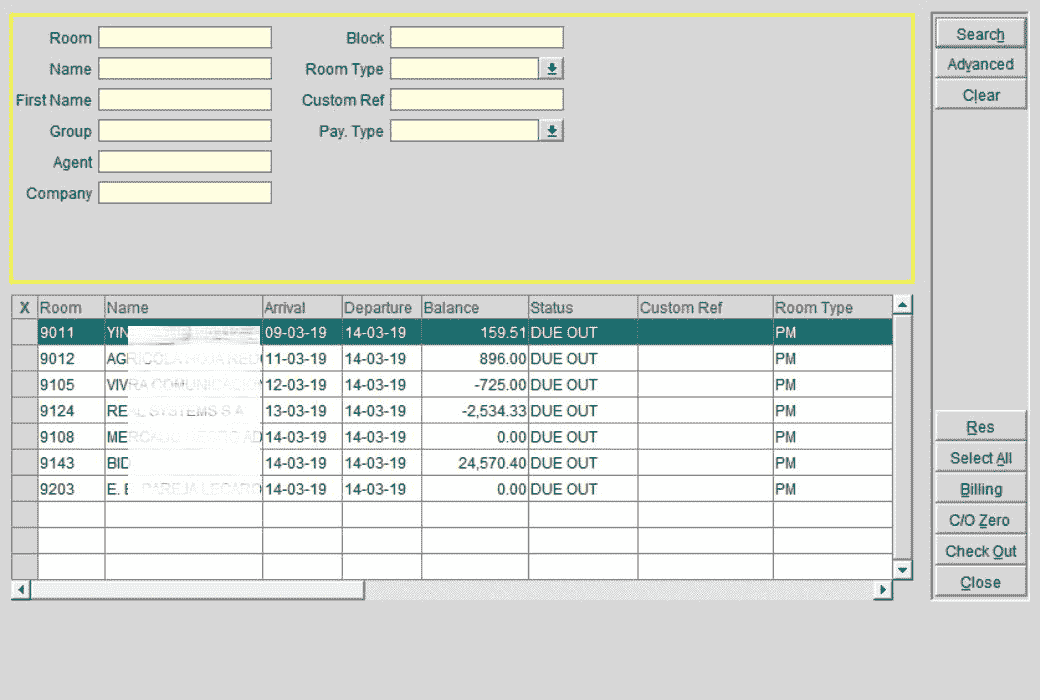 Room Block Search
Name Room Type Advanced
First Name Custom Ref Clear
Group Pay. Type
Agent
Company
X Room Name Arrival Departure Balance Status Custom Ref Room Type
9011 09-03-19 14-03-19 159.51 DUE OUT PM
9012 11-03-19 14-03-19 896.00 DUE OUT PM
9105 12-03-19 14-03-19 -725.00 DUE OUT PM
9124 REAL SYSTEMS S A 13-03-19 14-03-19 -2,534.33 DUE OUT PM
9108 14-03-19 14-03-19 0.00 DUE OUT PM
9143 14-03-19 14-03-19 24,570.40 DUE OUT PM
9203 14-03-19 14-03-19 0.00 DUE OUT PM
Res
Select All
Billing
C/O Zero
Check Out
Close